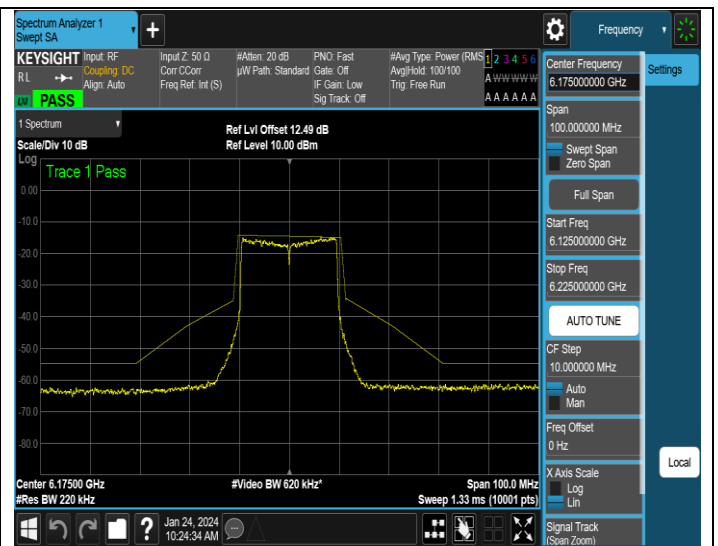 Spectrum Analyzer 1
Swept SA
Frequency
KEYSIGHT
RL
PASS
Input: RF
Coupling: DC
Align: Auto
Input Z: 50 Ω
Corr CCorr
Freq Ref: Int (S)
#Atten: 20 dB
µW Path: Standard
PNO: Fast
Gate: Off
IF Gain: Low
Sig Track: Off
#Avg Type: Power (RMS
Avg|Hold: 100/100
Trig: Free Run
1 2 3 4 5 6
A W W W W W
A A A A A A
1 Spectrum
Scale/Div 10 dB
Ref Lvl Offset 12.49 dB
Ref Level 10.00 dBm
Log
Trace 1 Pass
0.00
-10.0
-20.0
-30.0
-40.0
-50.0
-60.0
-70.0
-80.0
Center 6.17500 GHz
#Video BW 620 kHz*
Span 100.0 MHz
#Res BW 220 kHz
Sweep 1.33 ms (10001 pts)
?
Jan 24, 2024
10:24:34 AM
Center Frequency
6.175000000 GHz
Settings
Span
100.000000 MHz
Swept Span
Zero Span
Full Span
Start Freq
6.125000000 GHz
Stop Freq
6.225000000 GHz
AUTO TUNE
CF Step
10.000000 MHz
Auto
Man
Freq Offset
0 Hz
Local
X Axis Scale
Log
Lin
Signal Track
(Span Zoom)